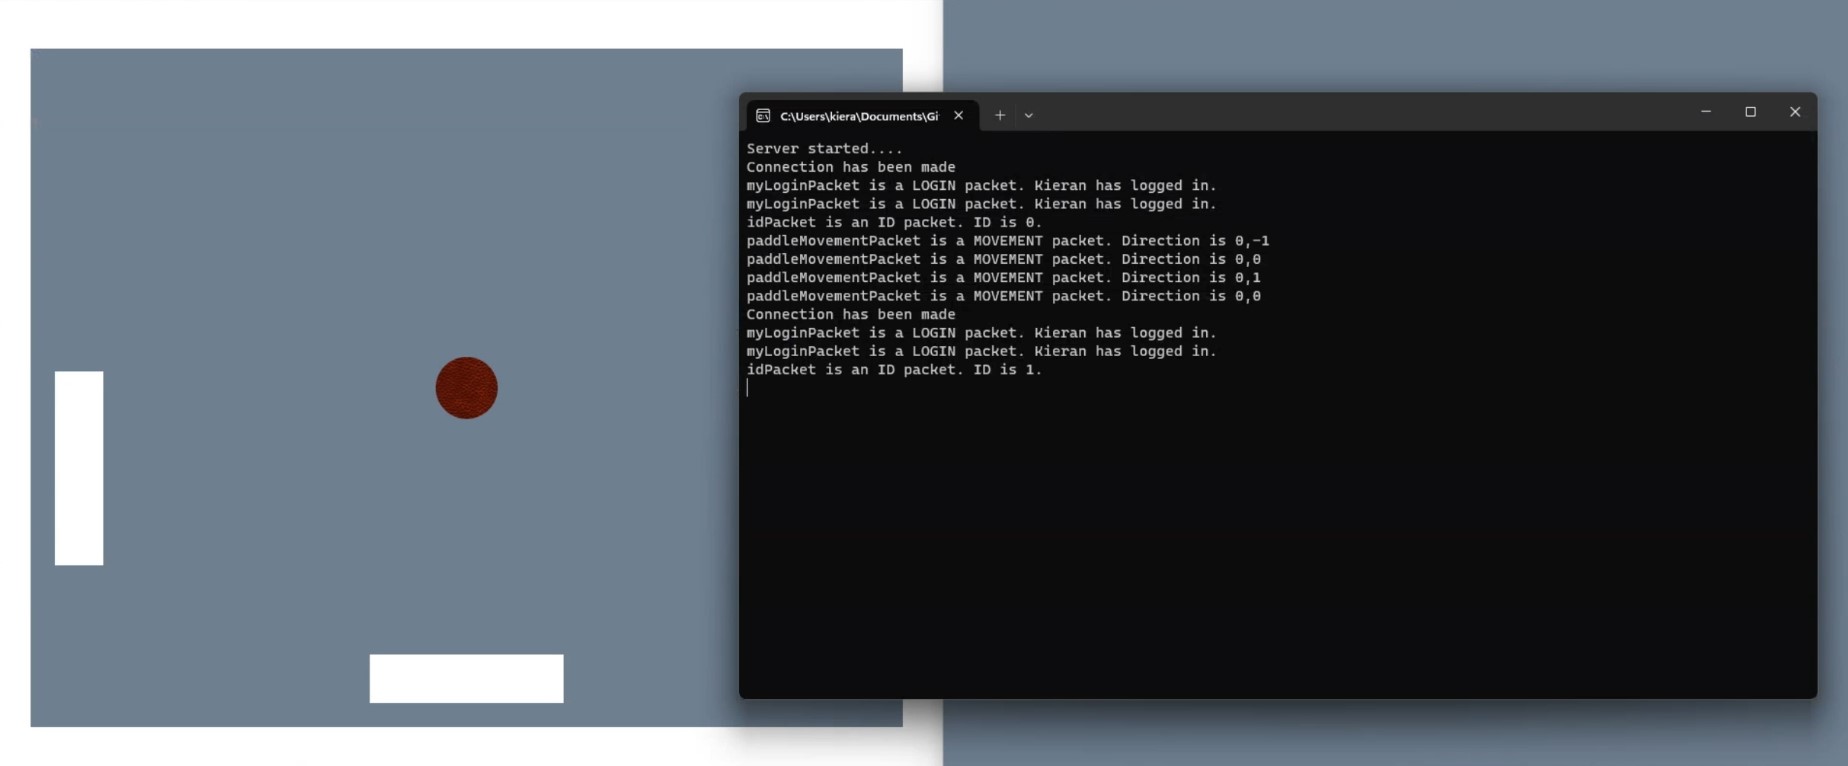 C:\Users\kiera\Documents\Gi
Server started....
Connection has been made
myLoginPacket is a LOGIN packet. Kieran has logged in.
myLoginPacket is a LOGIN packet. Kieran has logged in.
idPacket is an ID packet. ID is 0.
paddleMovementPacket is a MOVEMENT packet. Direction is 0,-1
paddleMovementPacket is a MOVEMENT packet. Direction is 0,0
paddleMovementPacket is a MOVEMENT packet. Direction is 0,1
paddleMovementPacket is a MOVEMENT packet. Direction is 0,0
Connection has been made
myLoginPacket is a LOGIN packet. Kieran has logged in.
myLoginPacket is a LOGIN packet. Kieran has logged in.
idPacket is an ID packet. ID is 1.